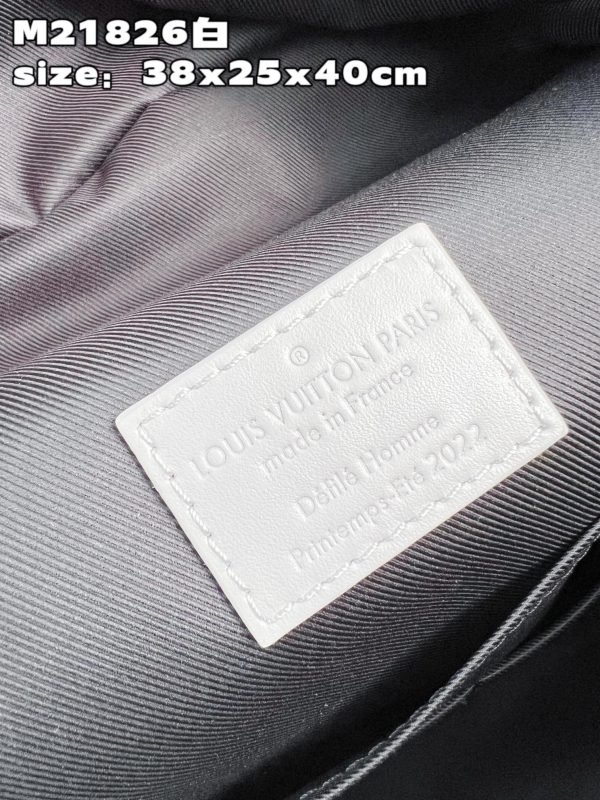 M21826白
size：38x25x40cm
®
LOUIS VUITTON PARIS
made in France
Défilé Homme
Printemps-Eté 2022